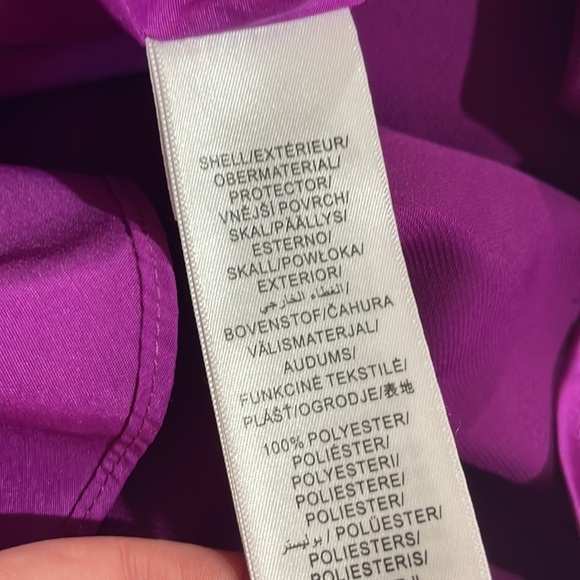 SHELL/EXTÉRIEUR/
OBERMATERIAL/
PROTECTOR/
VNĚJŠÍ POVRCH/
SKAL/PÄÄLLYS/
ESTERNO/
SKALL/POWŁOKA/
EXTERIOR/
الغطاء الخارجي/
BOVENSTOF/ČAHURA
VÄLISMATERJAL/
AUDUMS/
FUNKCINĖ TEKSTILĖ/
PLÁŠŤ/OGRODJE/表地
100% POLYESTER/
POLIÉSTER/
POLYESTERI/
POLIESTERE/
POLIESTER/
بوليستر / POLÜESTER/
POLIESTERS/
POLIESTERIS/